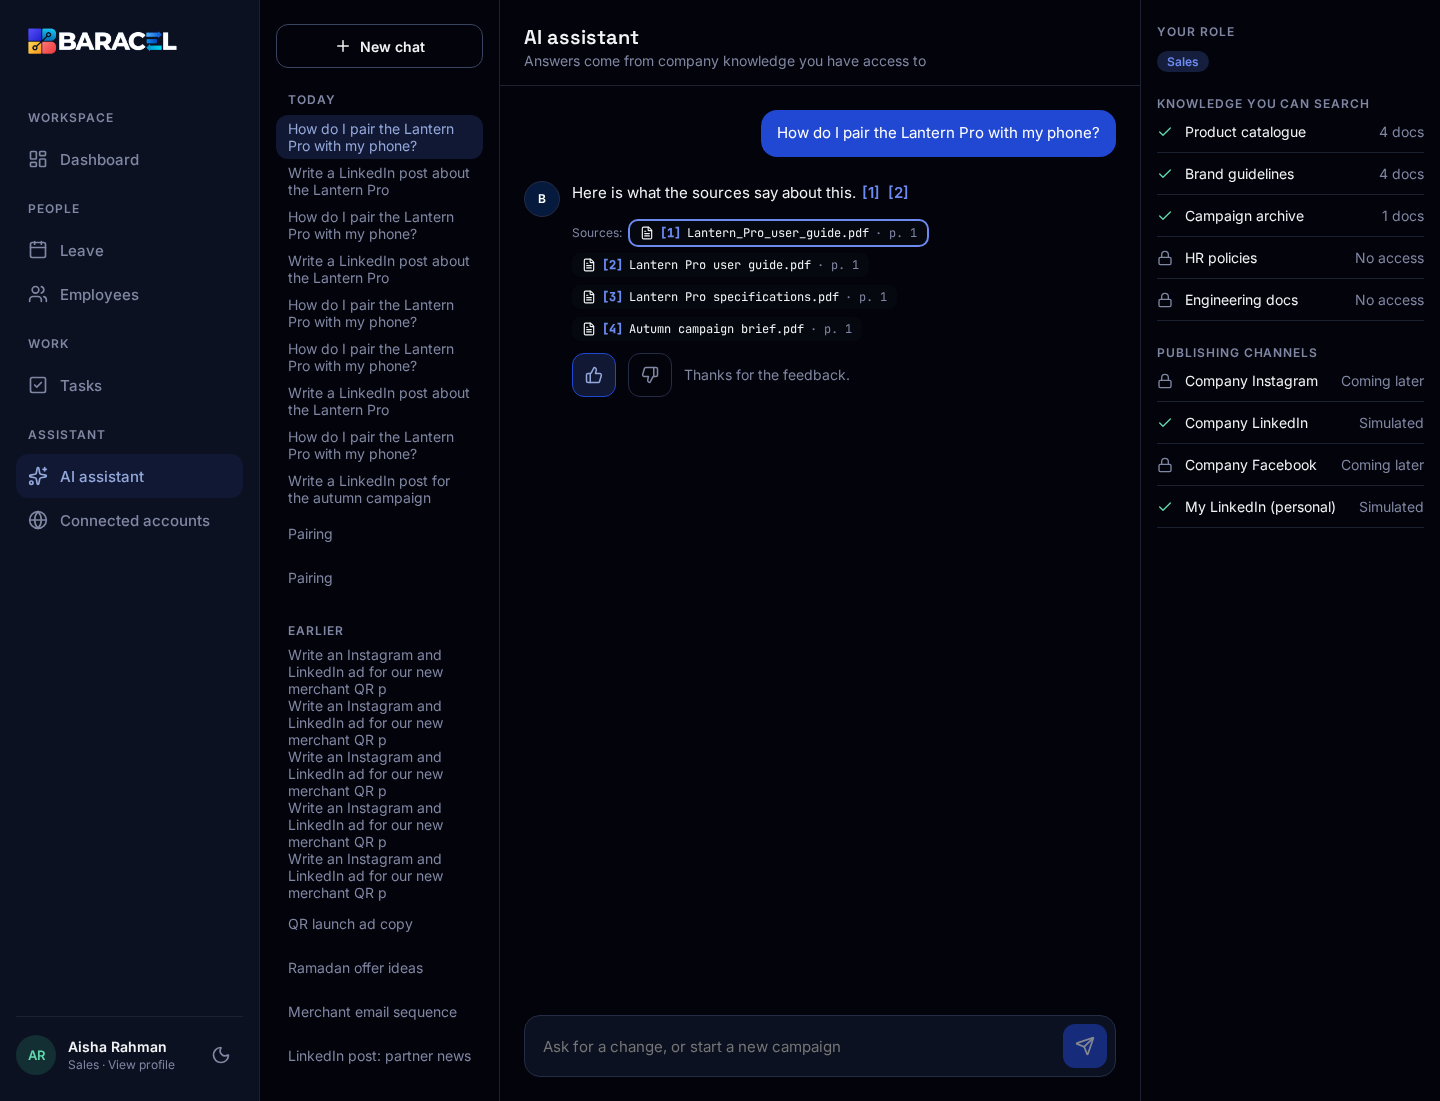 BARACEL
WORKSPACE
Dashboard
PEOPLE
Leave
Employees
WORK
Tasks
ASSISTANT
AI assistant
Connected accounts
AR
Aisha Rahman
Sales · View profile
New chat
TODAY
How do I pair the Lantern
Pro with my phone?
Write a LinkedIn post about
the Lantern Pro
How do I pair the Lantern
Pro with my phone?
Write a LinkedIn post about
the Lantern Pro
How do I pair the Lantern
Pro with my phone?
How do I pair the Lantern
Pro with my phone?
Write a LinkedIn post about
the Lantern Pro
How do I pair the Lantern
Pro with my phone?
Write a LinkedIn post for
the autumn campaign
Pairing
Pairing
EARLIER
Write an Instagram and
LinkedIn ad for our new
merchant QR p
Write an Instagram and
LinkedIn ad for our new
merchant QR p
Write an Instagram and
LinkedIn ad for our new
merchant QR p
Write an Instagram and
LinkedIn ad for our new
merchant QR p
Write an Instagram and
LinkedIn ad for our new
merchant QR p
QR launch ad copy
Ramadan offer ideas
Merchant email sequence
LinkedIn post: partner news
AI assistant
Answers come from company knowledge you have access to
How do I pair the Lantern Pro with my phone?
B
Here is what the sources say about this. [1] [2]
Sources: [1] Lantern_Pro_user_guide.pdf · p. 1
[2] Lantern Pro user guide.pdf · p. 1
[3] Lantern Pro specifications.pdf · p. 1
[4] Autumn campaign brief.pdf · p. 1
Thanks for the feedback.
Ask for a change, or start a new campaign
YOUR ROLE
Sales
KNOWLEDGE YOU CAN SEARCH
Product catalogue 4 docs
Brand guidelines 4 docs
Campaign archive 1 docs
HR policies No access
Engineering docs No access
PUBLISHING CHANNELS
Company Instagram Coming later
Company LinkedIn Simulated
Company Facebook Coming later
My LinkedIn (personal) Simulated